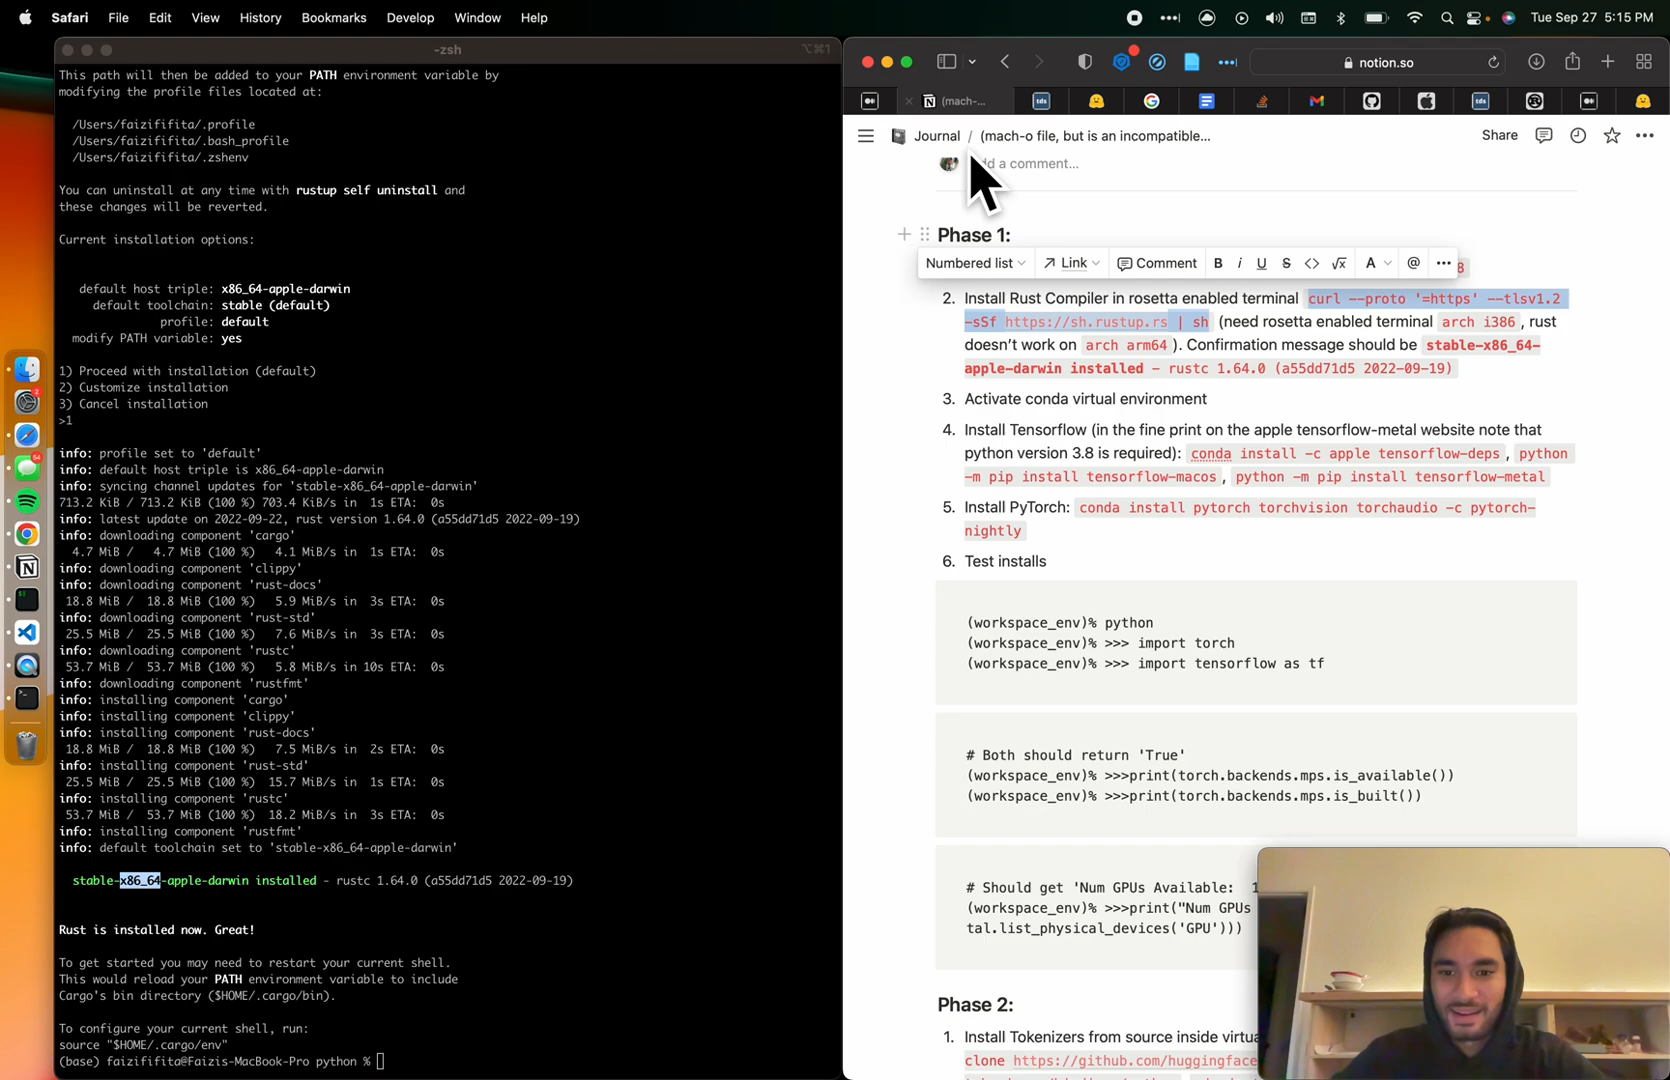 Safari File Edit View History Bookmarks Develop Window Help
Tue Sep 27 5:15 PM
-zsh
⌥⌘1
This path will then be added to your PATH environment variable by
modifying the profile files located at:
/Users/faizififita/.profile
/Users/faizififita/.bash_profile
/Users/faizififita/.zshenv
You can uninstall at any time with rustup self uninstall and
these changes will be reverted.
Current installation options:
default host triple: x86_64-apple-darwin
default toolchain: stable (default)
profile: default
modify PATH variable: yes
1) Proceed with installation (default)
2) Customize installation
3) Cancel installation
>1
info: profile set to 'default'
info: default host triple is x86_64-apple-darwin
info: syncing channel updates for 'stable-x86_64-apple-darwin'
713.2 KiB / 713.2 KiB (100 %) 703.4 KiB/s in 1s ETA: 0s
info: latest update on 2022-09-22, rust version 1.64.0 (a55dd71d5 2022-09-19)
info: downloading component 'cargo'
4.7 MiB / 4.7 MiB (100 %) 4.1 MiB/s in 1s ETA: 0s
info: downloading component 'clippy'
info: downloading component 'rust-docs'
18.8 MiB / 18.8 MiB (100 %) 5.9 MiB/s in 3s ETA: 0s
info: downloading component 'rust-std'
25.5 MiB / 25.5 MiB (100 %) 7.6 MiB/s in 3s ETA: 0s
info: downloading component 'rustc'
53.7 MiB / 53.7 MiB (100 %) 5.8 MiB/s in 10s ETA: 0s
info: downloading component 'rustfmt'
info: installing component 'cargo'
info: installing component 'clippy'
info: installing component 'rust-docs'
18.8 MiB / 18.8 MiB (100 %) 7.5 MiB/s in 2s ETA: 0s
info: installing component 'rust-std'
25.5 MiB / 25.5 MiB (100 %) 15.7 MiB/s in 1s ETA: 0s
info: installing component 'rustc'
53.7 MiB / 53.7 MiB (100 %) 18.2 MiB/s in 3s ETA: 0s
info: installing component 'rustfmt'
info: default toolchain set to 'stable-x86_64-apple-darwin'
stable-x86_64-apple-darwin installed - rustc 1.64.0 (a55dd71d5 2022-09-19)
Rust is installed now. Great!
To get started you may need to restart your current shell.
This would reload your PATH environment variable to include
Cargo's bin directory ($HOME/.cargo/bin).
To configure your current shell, run:
source "$HOME/.cargo/env"
(base) faizififita@Faizis-MacBook-Pro python %
notion.so
(mach-...
tds
tds
Journal / (mach-o file, but is an incompatible...
Share
d a comment...
Phase 1:
Numbered list Link Comment B i U S <> √x A @ •••
8
2. Install Rust Compiler in rosetta enabled terminal curl --proto '=https' --tlsv1.2
-sSf https://sh.rustup.rs | sh (need rosetta enabled terminal arch i386 , rust
doesn't work on arch arm64 ). Confirmation message should be stable-x86_64-
apple-darwin installed - rustc 1.64.0 (a55dd71d5 2022-09-19)
3. Activate conda virtual environment
4. Install Tensorflow (in the fine print on the apple tensorflow-metal website note that
python version 3.8 is required): conda install -c apple tensorflow-deps , python
-m pip install tensorflow-macos , python -m pip install tensorflow-metal
5. Install PyTorch: conda install pytorch torchvision torchaudio -c pytorch-
nightly
6. Test installs
(workspace_env)% python
(workspace_env)% >>> import torch
(workspace_env)% >>> import tensorflow as tf
# Both should return 'True'
(workspace_env)% >>>print(torch.backends.mps.is_available())
(workspace_env)% >>>print(torch.backends.mps.is_built())
# Should get 'Num GPUs Available: 1
(workspace_env)% >>>print("Num GPUs
tal.list_physical_devices('GPU')))
Phase 2:
1. Install Tokenizers from source inside virtua
clone https://github.com/huggingface